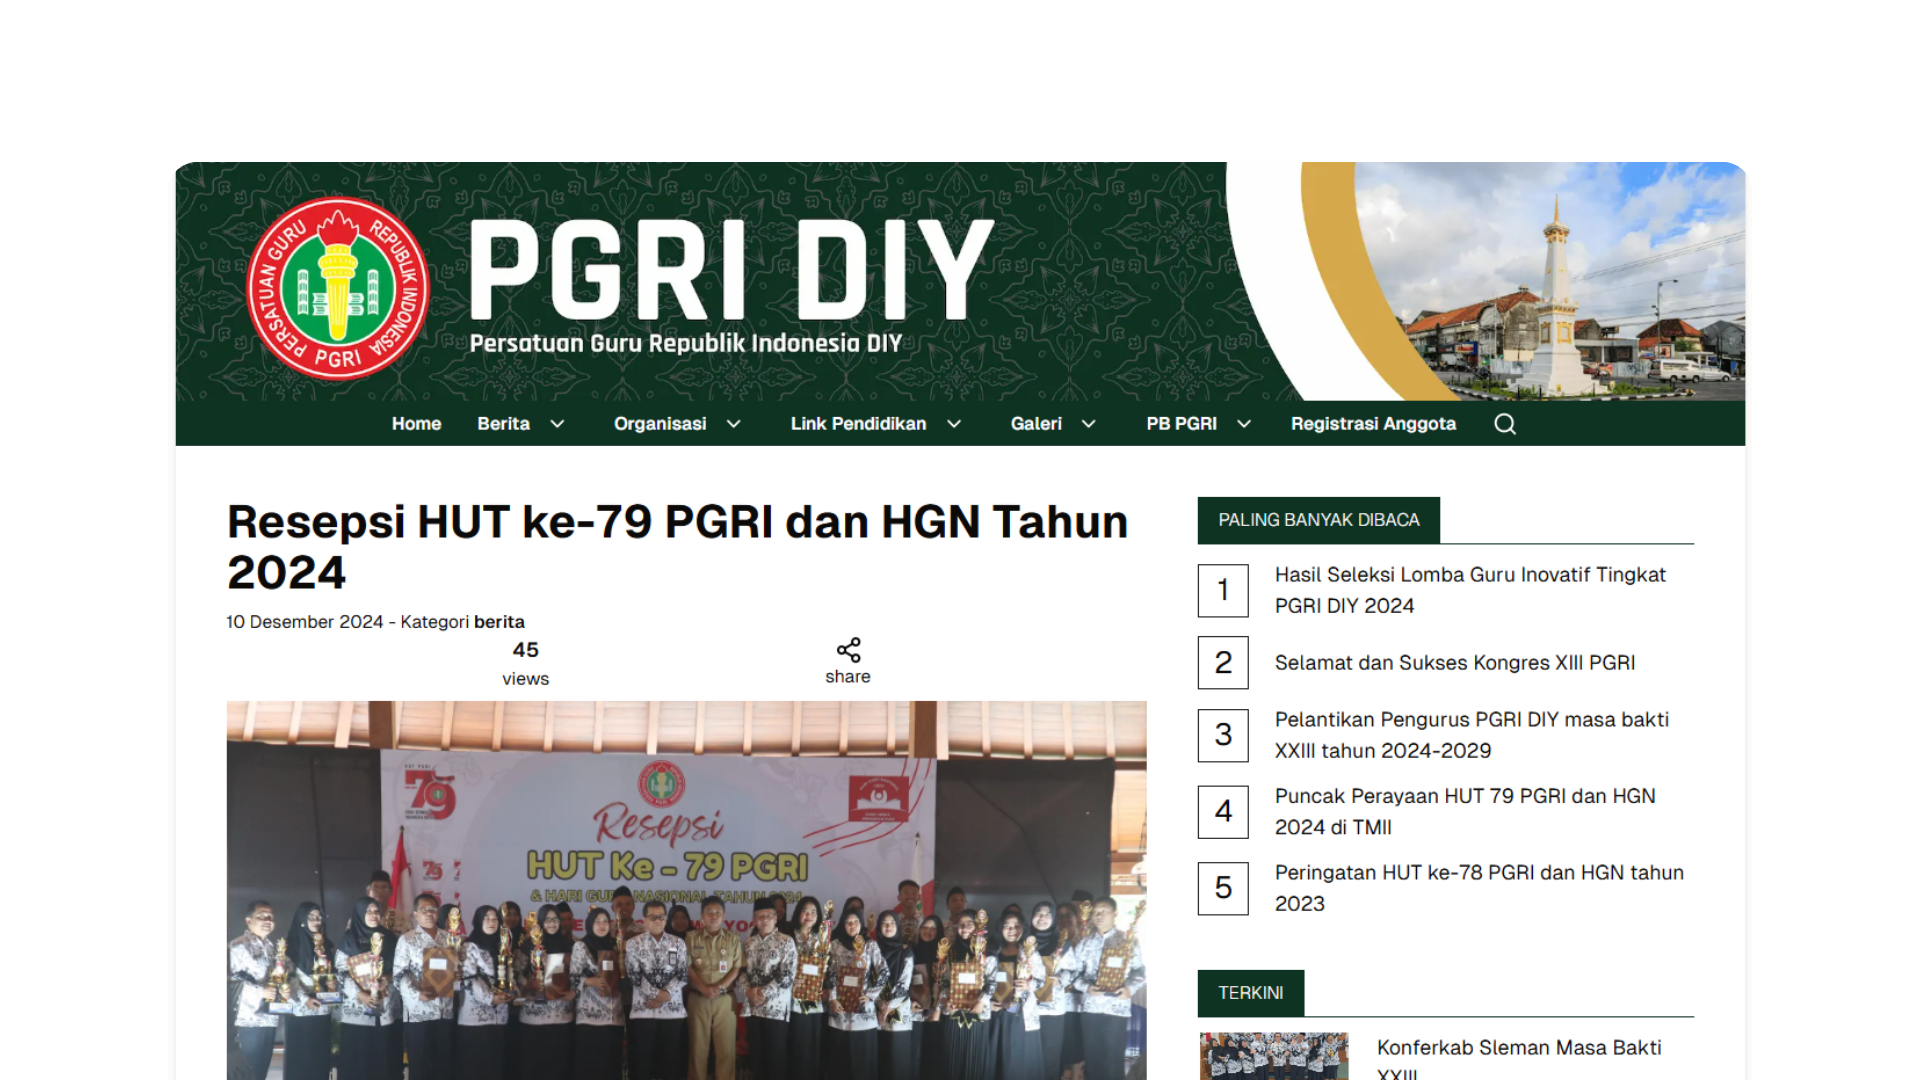 PERSATUAN GURU REPUBLIK INDONESIA
PGRI
PGRI DIY
Persatuan Guru Republik Indonesia DIY
Home Berita Organisasi Link Pendidikan Galeri PB PGRI Registrasi Anggota
Resepsi HUT ke-79 PGRI dan HGN Tahun
2024
10 Desember 2024 - Kategori berita
45
views
share
HUT PGRI
79
Resepsi
HUT Ke - 79 PGRI
& HARI GURU NASIONAL TAHUN 2024
PALING BANYAK DIBACA
1
Hasil Seleksi Lomba Guru Inovatif Tingkat
PGRI DIY 2024
2
Selamat dan Sukses Kongres XIII PGRI
3
Pelantikan Pengurus PGRI DIY masa bakti
XXIII tahun 2024-2029
4
Puncak Perayaan HUT 79 PGRI dan HGN
2024 di TMII
5
Peringatan HUT ke-78 PGRI dan HGN tahun
2023
TERKINI
Konferkab Sleman Masa Bakti
XXIII